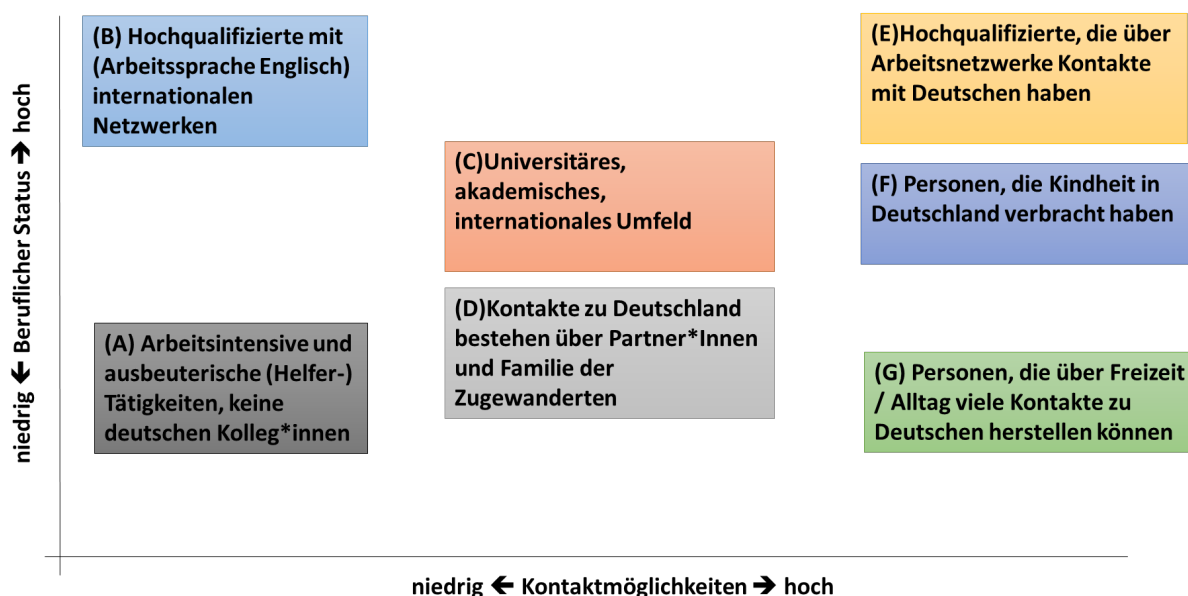 (B) Hochqualifizierte mit
(Arbeitssprache Englisch)
internationalen
Netzwerken
(E)Hochqualifizierte, die über
Arbeitsnetzwerke Kontakte
mit Deutschen haben
(C)Universitäres,
akademisches,
internationales Umfeld
(F) Personen, die Kindheit in
Deutschland verbracht haben
(D)Kontakte zu Deutschland
bestehen über Partner*Innen
und Familie der
Zugewanderten
(A) Arbeitsintensive und
ausbeuterische (Helfer-)
Tätigkeiten, keine
deutschen Kolleg*innen
(G) Personen, die über Freizeit
/ Alltag viele Kontakte zu
Deutschen herstellen können
niedrig 🡸 Beruflicher Status 🡺 hoch
niedrig 🡸 Kontaktmöglichkeiten 🡺 hoch